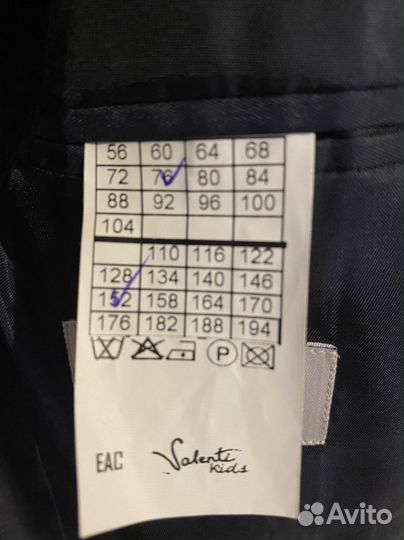 56 60 64 68
72 76 80 84
88 92 96 100
104
110 116 122
128 134 140 146
152 158 164 170
176 182 188 194
P
EAC Valenti
kids
Avito